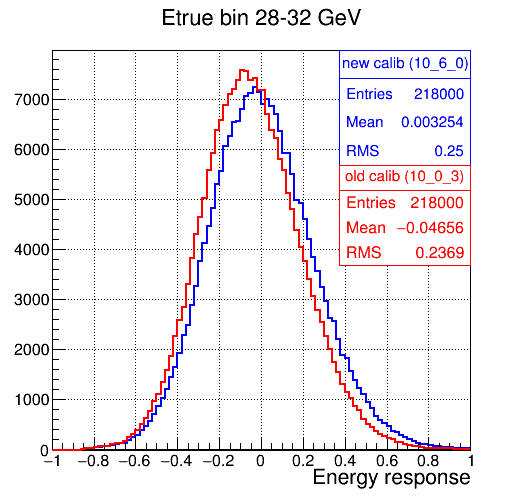 Etrue bin 28-32 GeV
new calib (10_6_0)
Entries 218000
Mean 0.003254
RMS 0.25
old calib (10_0_3)
Entries 218000
Mean −0.04656
RMS 0.2369
7000
6000
5000
4000
3000
2000
1000
0
−1 −0.8 −0.6 −0.4 −0.2 0 0.2 0.4 0.6 0.8 1
Energy response